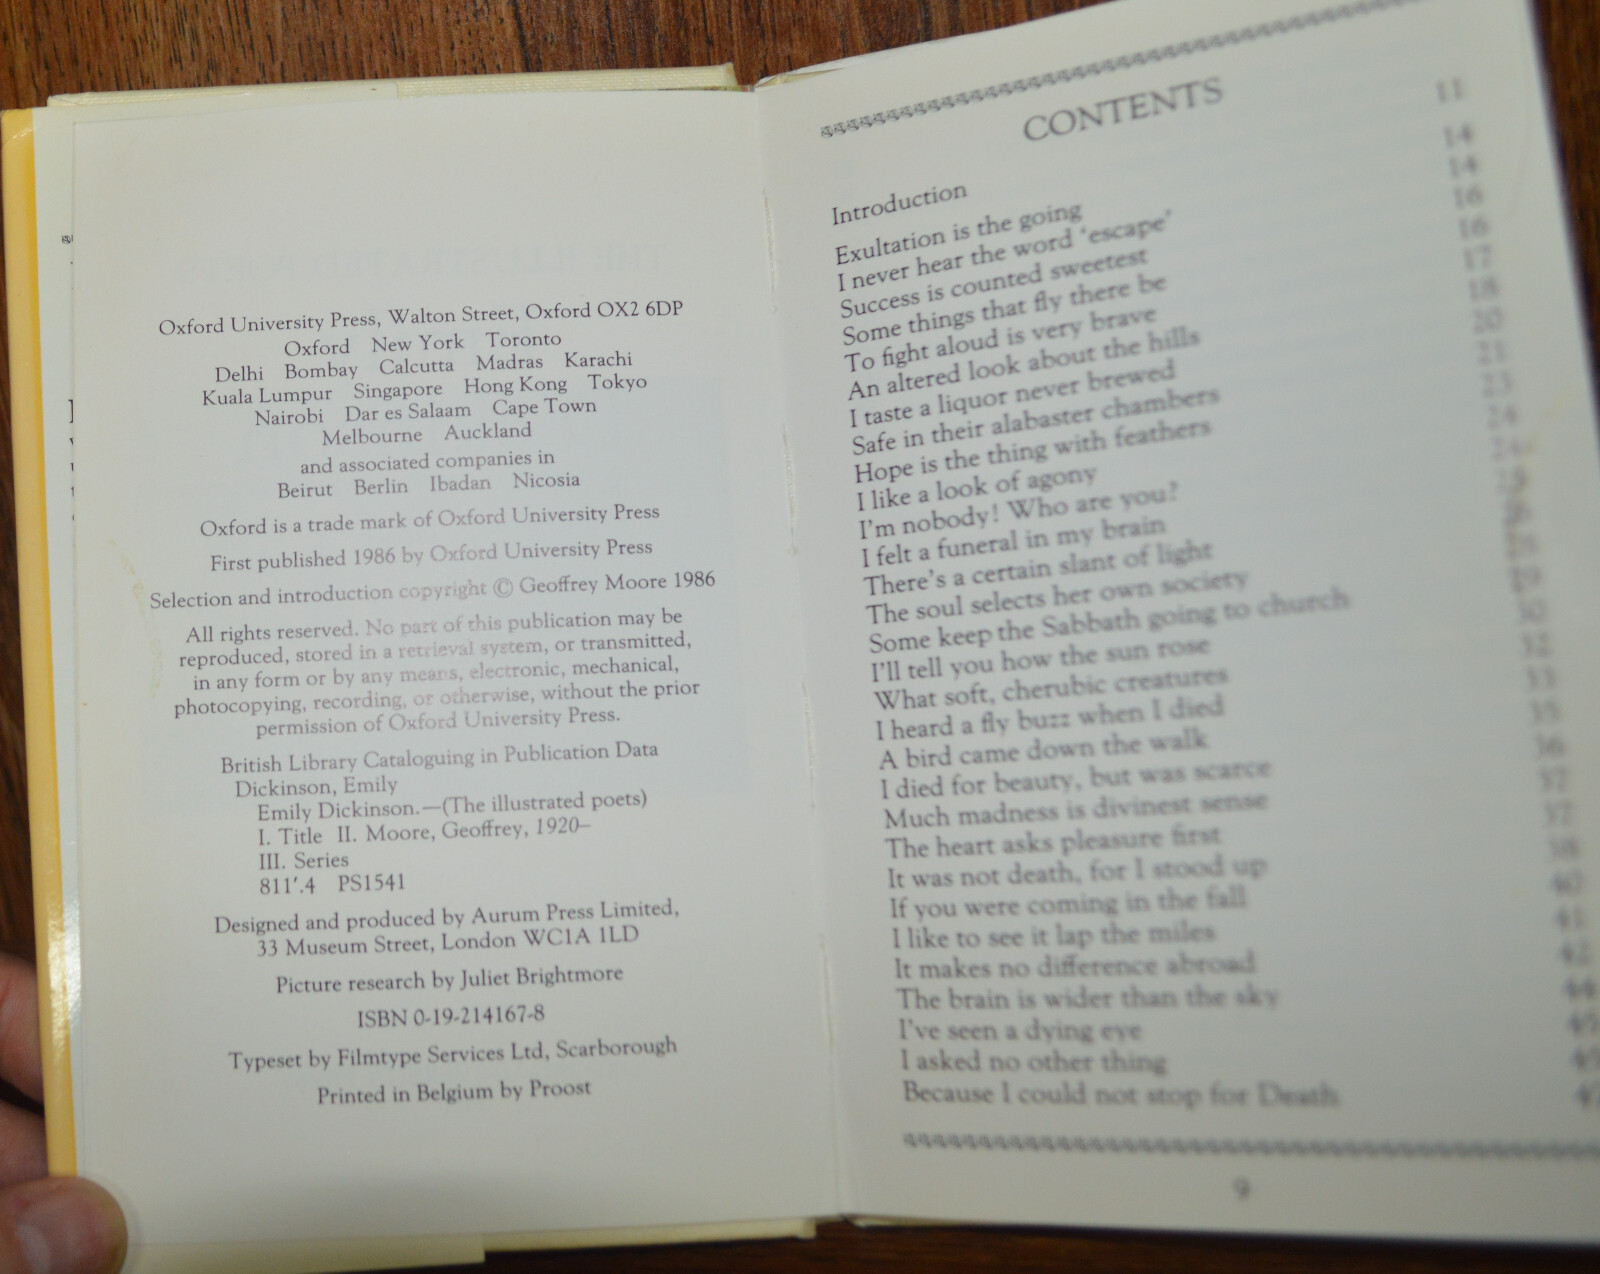 Oxford University Press, Walton Street, Oxford OX2 6DP
Oxford New York Toronto
Delhi Bombay Calcutta Madras Karachi
Kuala Lumpur Singapore Hong Kong Tokyo
Nairobi Dar es Salaam Cape Town
Melbourne Auckland
and associated companies in
Beirut Berlin Ibadan Nicosia
Oxford is a trade mark of Oxford University Press
First published 1986 by Oxford University Press
Selection and introduction copyright © Geoffrey Moore 1986
All rights reserved. No part of this publication may be
reproduced, stored in a retrieval system, or transmitted,
in any form or by any means, electronic, mechanical,
photocopying, recording, or otherwise, without the prior
permission of Oxford University Press.
British Library Cataloguing in Publication Data
Dickinson, Emily
Emily Dickinson.—(The illustrated poets)
I. Title II. Moore, Geoffrey, 1920–
III. Series
811'.4 PS1541
Designed and produced by Aurum Press Limited,
33 Museum Street, London WC1A 1LD
Picture research by Juliet Brightmore
ISBN 0-19-214167-8
Typeset by Filmtype Services Ltd, Scarborough
Printed in Belgium by Proost
CONTENTS
Introduction 11
Exultation is the going 14
I never hear the word 'escape' 14
Success is counted sweetest 16
Some things that fly there be 16
To fight aloud is very brave 17
An altered look about the hills 18
I taste a liquor never brewed 20
Safe in their alabaster chambers 21
Hope is the thing with feathers 23
I like a look of agony 24
I'm nobody! Who are you? 24
I felt a funeral in my brain
There's a certain slant of light
The soul selects her own society
Some keep the Sabbath going to church 29
I'll tell you how the sun rose 30
What soft, cherubic creatures 32
I heard a fly buzz when I died 33
A bird came down the walk 35
I died for beauty, but was scarce 36
Much madness is divinest sense 37
The heart asks pleasure first 37
It was not death, for I stood up 38
If you were coming in the fall 40
I like to see it lap the miles 41
It makes no difference abroad 42
The brain is wider than the sky 44
I've seen a dying eye 45
I asked no other thing
Because I could not stop for Death
9